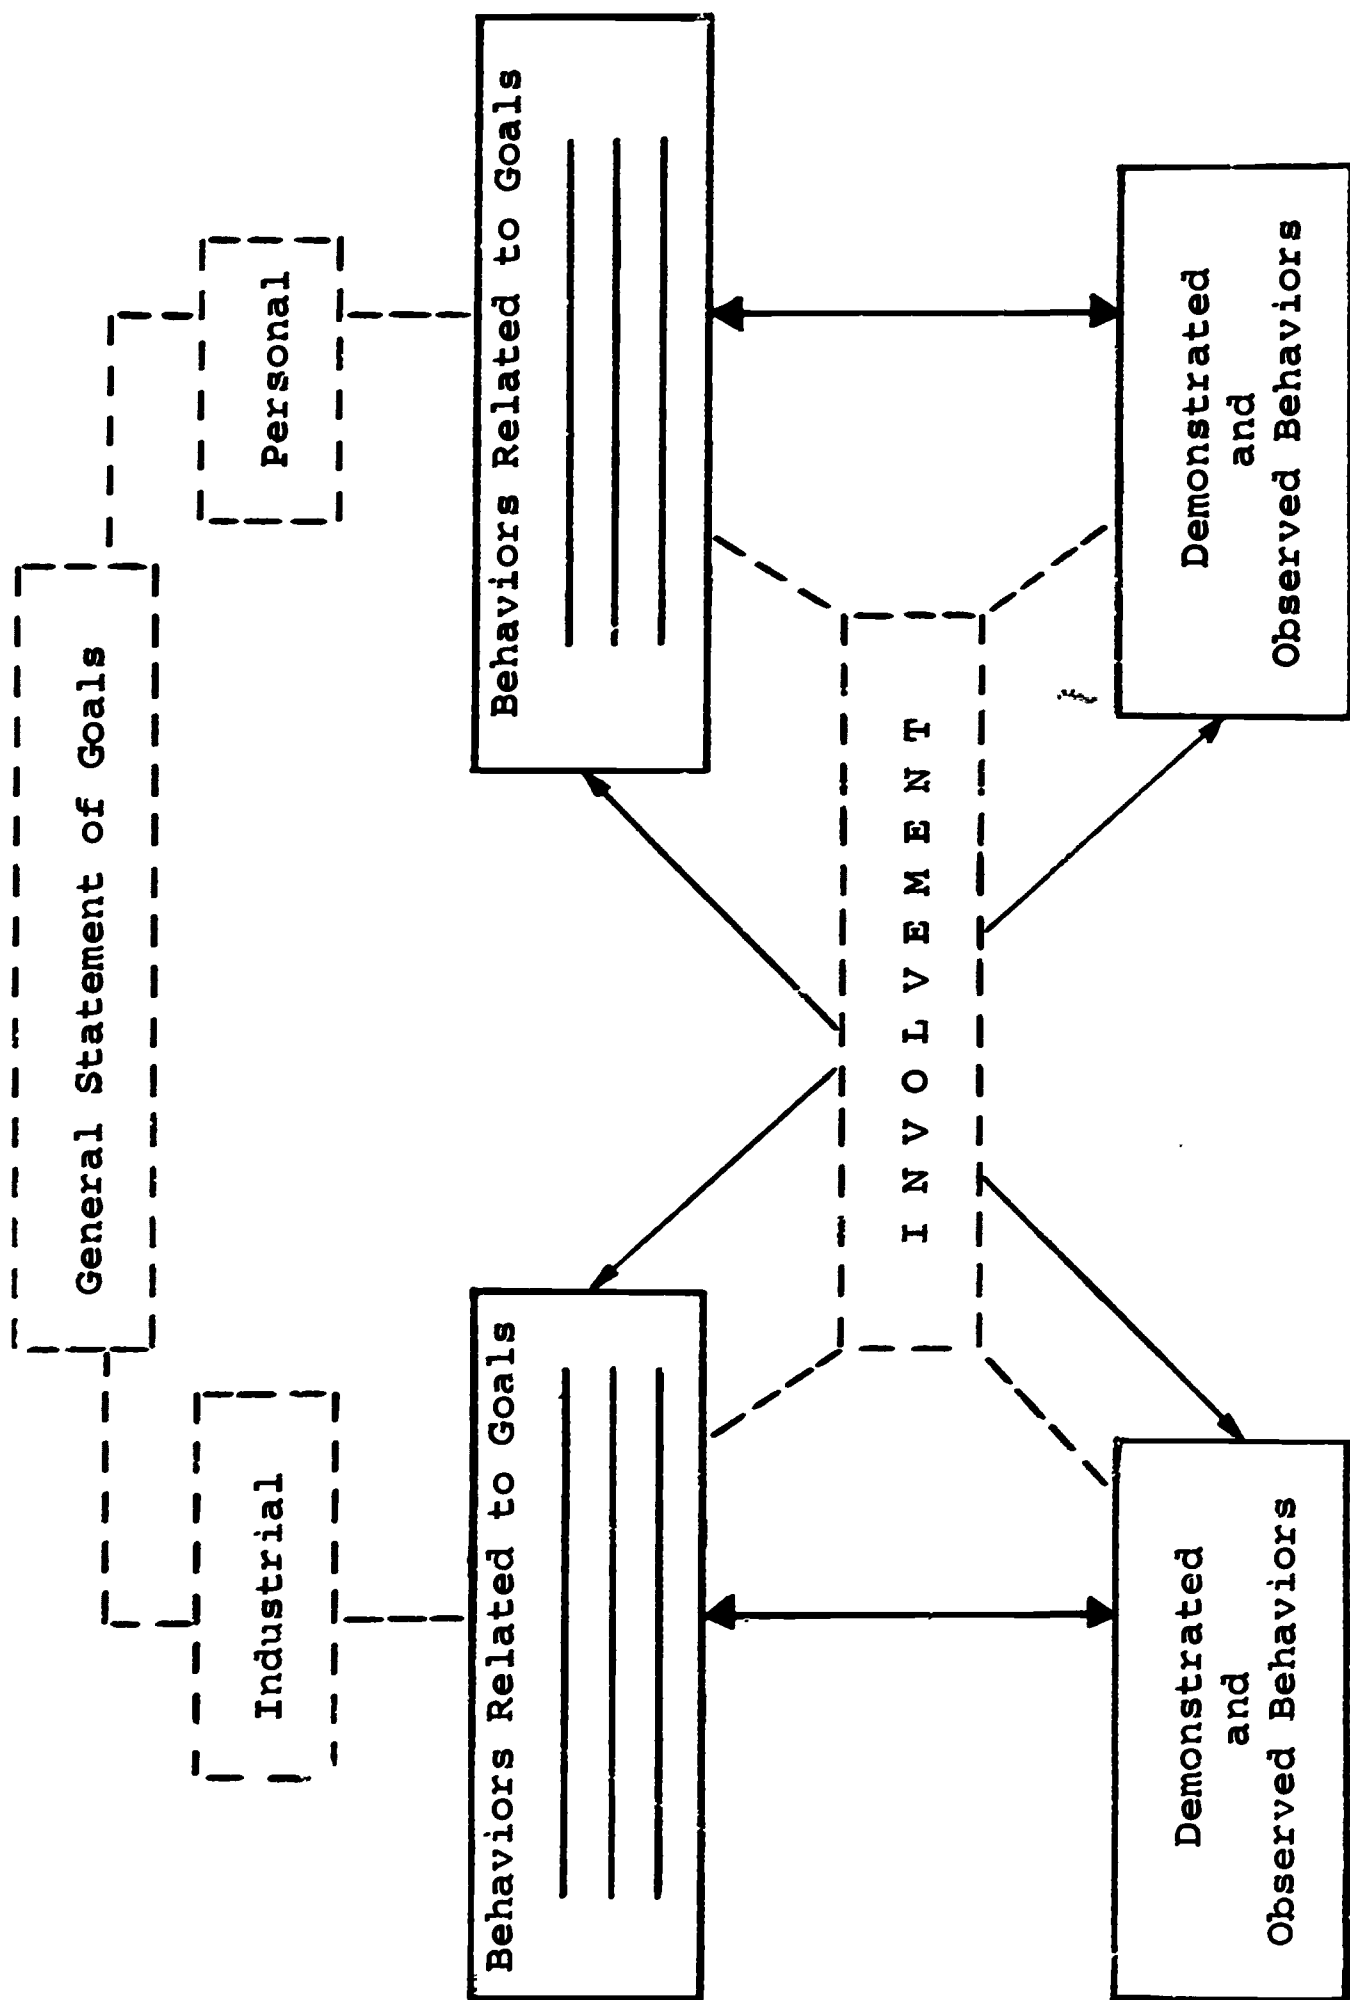 General Statement of Goals
Industrial
Personal
Behaviors Related to Goals
Behaviors Related to Goals
I N V O L V E M E N T
Demonstrated
and
Observed Behaviors
Demonstrated
and
Observed Behaviors